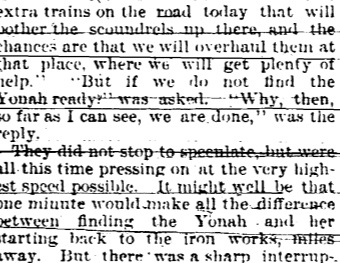 extra trains on the road today that will
bother the scoundrels up there, and the
chances are that we will overhaul them at
that place, where we will get plenty of
help." "But if we do not find the
Yonah ready?" was asked. "Why, then,
so far as I can see, we are done," was the
reply.
They did not stop to speculate, but were
all this time pressing on at the very high-
est speed possible. It might well be that
one minute would make all the difference
between finding the Yonah and her
starting back to the iron works, miles
away. But there was a sharp interrup-